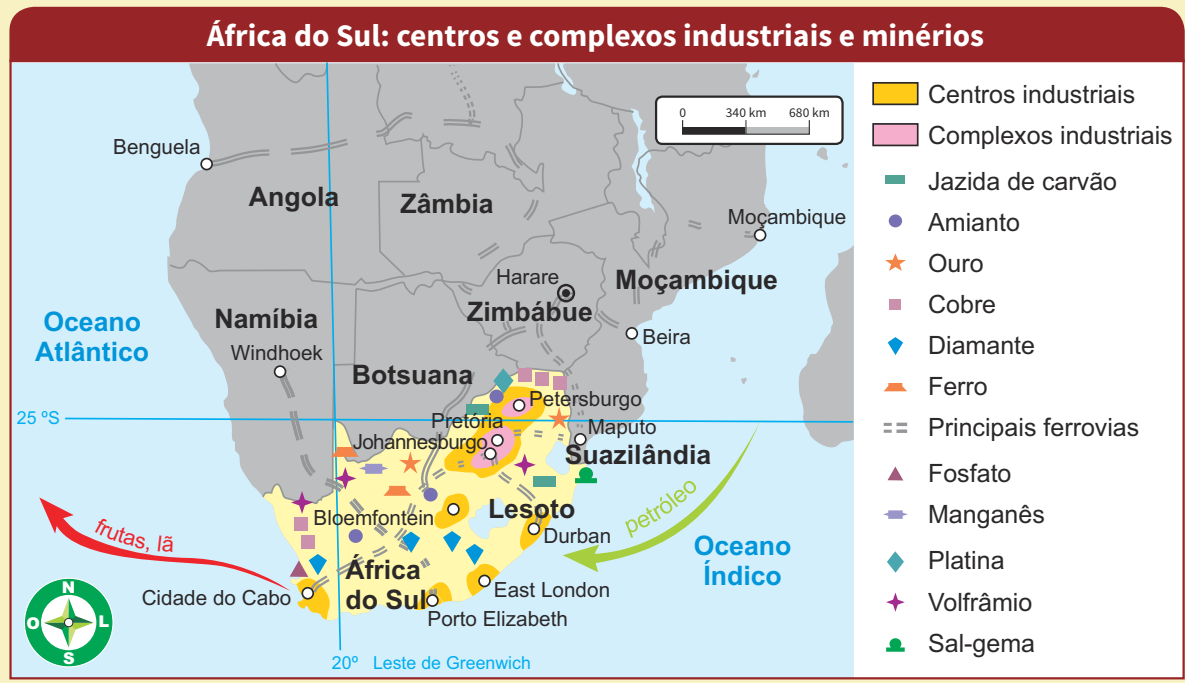 África do Sul: centros e complexos industriais e minérios
0 340 km 680 km
Benguela
Angola
Zâmbia
Moçambique
Harare
Moçambique
Zimbábue
Namíbia
Oceano
Atlântico
Windhoek
Beira
Botsuana
Petersburgo
25 ºS
Pretória
Maputo
Johannesburgo
Suazilândia
petróleo
frutas, lã
Bloemfontein
Lesoto
Durban
Oceano
Índico
África
do Sul
East London
Cidade do Cabo
Porto Elizabeth
N
O
L
S
20º Leste de Greenwich
Centros industriais
Complexos industriais
Jazida de carvão
Amianto
Ouro
Cobre
Diamante
Ferro
Principais ferrovias
Fosfato
Manganês
Platina
Volfrâmio
Sal-gema